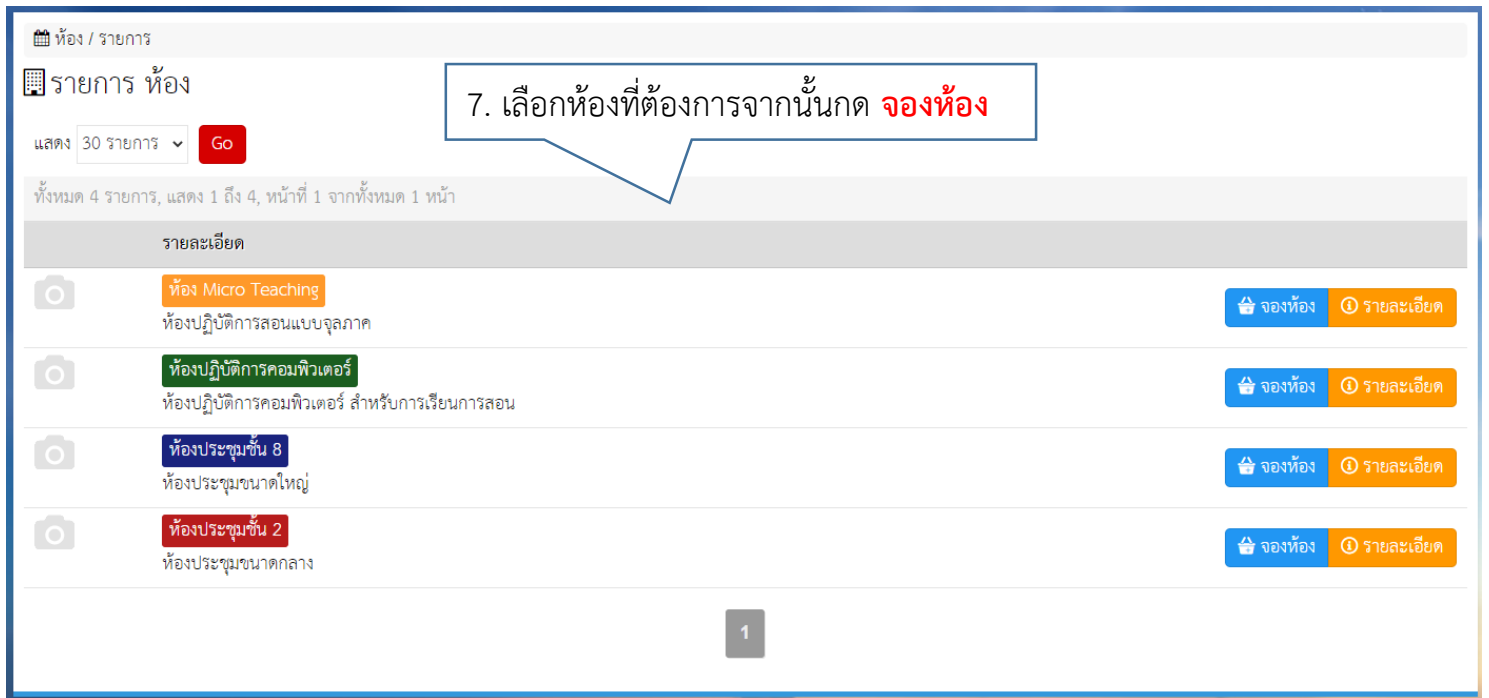 ห้อง / รายการ
รายการ ห้อง
7. เลือกห้องที่ต้องการจากนั้นกด จองห้อง
แสดง 30 รายการ Go
ทั้งหมด 4 รายการ, แสดง 1 ถึง 4, หน้าที่ 1 จากทั้งหมด 1 หน้า
รายละเอียด
ห้อง Micro Teaching
ห้องปฏิบัติการสอนแบบจุลภาค
จองห้อง รายละเอียด
ห้องปฏิบัติการคอมพิวเตอร์
ห้องปฏิบัติการคอมพิวเตอร์ สำหรับการเรียนการสอน
จองห้อง รายละเอียด
ห้องประชุมชั้น 8
ห้องประชุมขนาดใหญ่
จองห้อง รายละเอียด
ห้องประชุมชั้น 2
ห้องประชุมขนาดกลาง
จองห้อง รายละเอียด
1